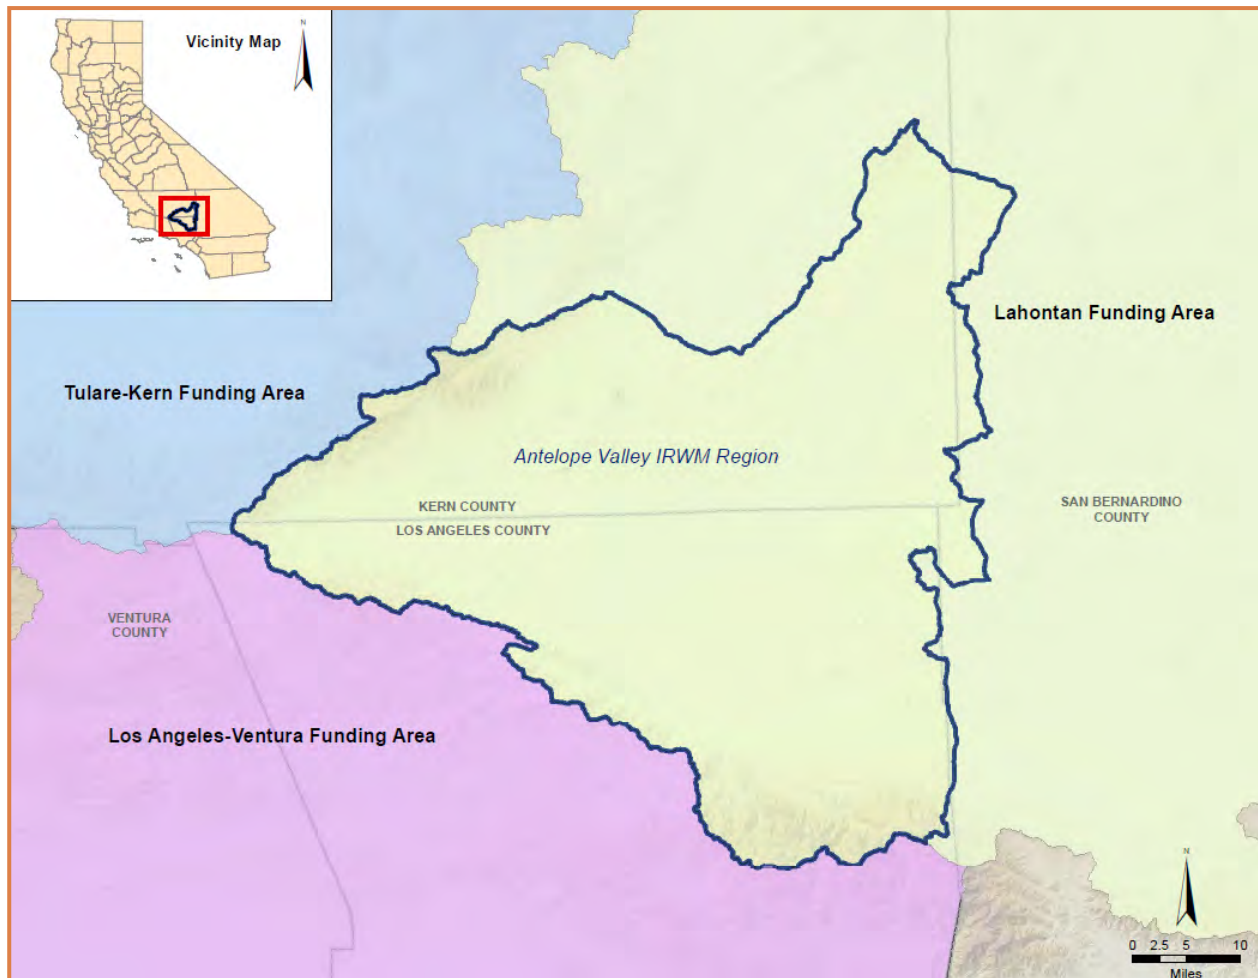 N
Vicinity Map
Lahontan Funding Area
Tulare-Kern Funding Area
Antelope Valley IRWM Region
KERN COUNTY
LOS ANGELES COUNTY
SAN BERNARDINO
COUNTY
VENTURA
COUNTY
Los Angeles-Ventura Funding Area
N
0 2.5 5 10
Miles